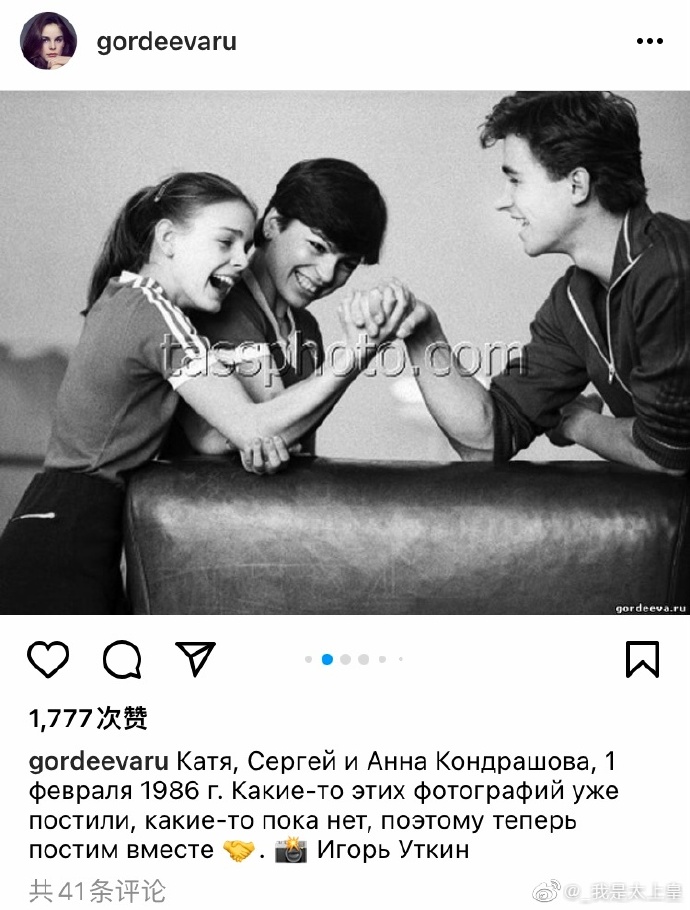 gordeevaru
tassphoto.com
gordeeva.ru
1,777次赞
gordeevaru Катя, Сергей и Анна Кондрашова, 1
февраля 1986 г. Какие-то этих фотографий уже
постили, какие-то пока нет, поэтому теперь
постим вместе 🤝. 📸 Игорь Уткин
共41条评论
@_我是太上皇